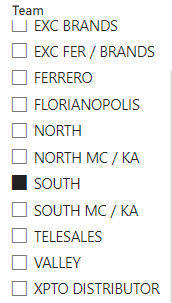 Team
EXC BRANDS
EXC FER / BRANDS
FERRERO
FLORIANOPOLIS
NORTH
NORTH MC / KA
SOUTH
SOUTH MC / KA
TELESALES
VALLEY
XPTO DISTRIBUTOR